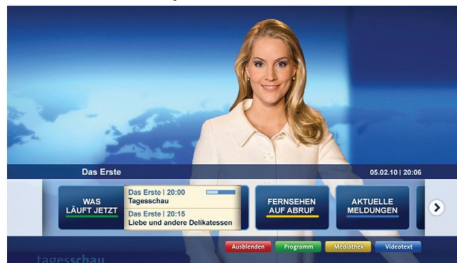 Das Erste
05.02.10 | 20:06
WAS
LÄUFT JETZT
Das Erste | 20:00
Tagesschau
Das Erste | 20:15
Liebe und andere Delikatessen
FERNSEHEN
AUF ABRUF
AKTUELLE
MELDUNGEN
Ausblenden
Programm
Mediathek
Videotext
tagesschau